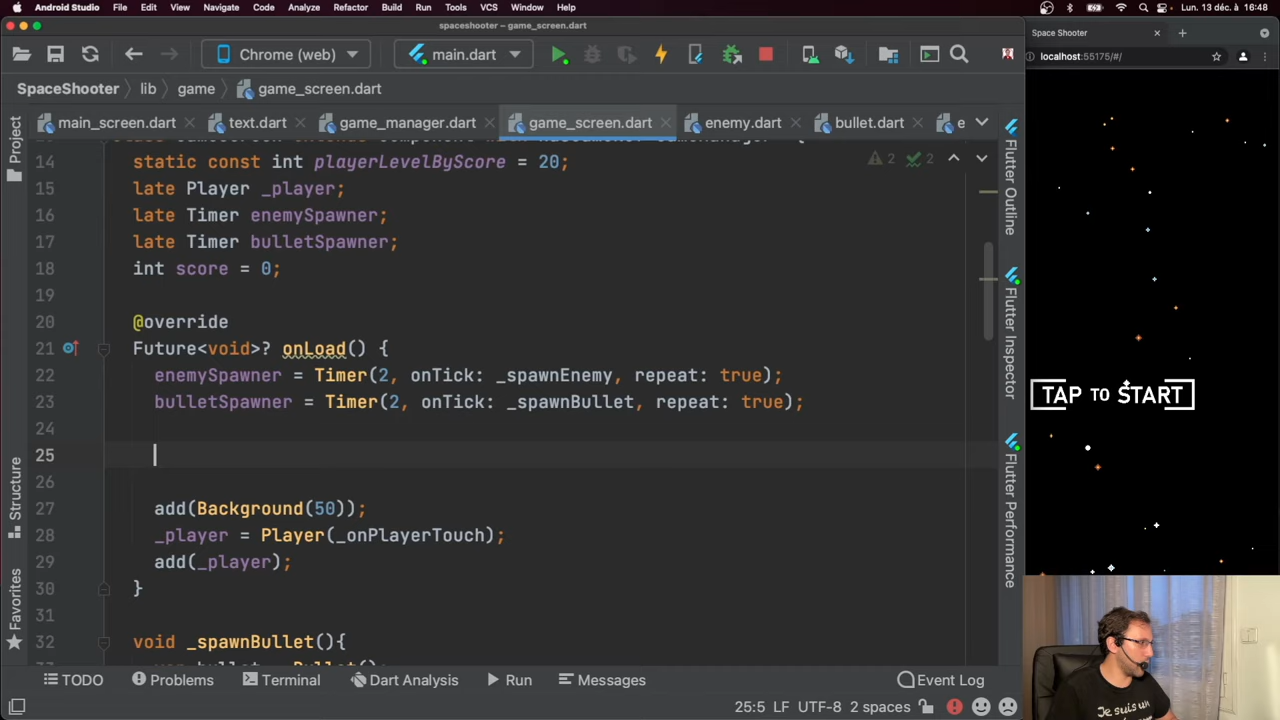 Android Studio File Edit View Navigate Code Analyze Refactor Build Run Tools VCS Window Help Lun. 13 déc. à 16:48
spaceshooter – game_screen.dart
Space Shooter
Chrome (web) main.dart
localhost:55175/#/
SpaceShooter lib game game_screen.dart
main_screen.dart text.dart game_manager.dart game_screen.dart enemy.dart bullet.dart e
14 static const int playerLevelByScore = 20;
2 2
15 late Player _player;
16 late Timer enemySpawner;
17 late Timer bulletSpawner;
18 int score = 0;
19
20 @override
21 Future<void>? onLoad() {
22 enemySpawner = Timer(2, onTick: _spawnEnemy, repeat: true);
23 bulletSpawner = Timer(2, onTick: _spawnBullet, repeat: true);
24
25
26
27 add(Background(50));
28 _player = Player(_onPlayerTouch);
29 add(_player);
30 }
31
32 void _spawnBullet(){
Project
Structure
Favorites
Flutter Outline
Flutter Inspector
Flutter Performance
TAP TO START
Je suis un
TODO Problems Terminal Dart Analysis Run Messages Event Log
25:5 LF UTF-8 2 spaces